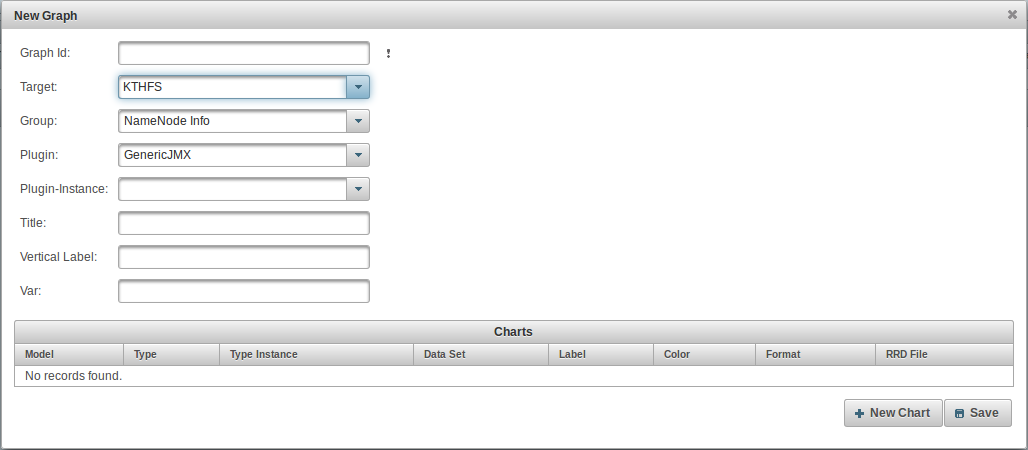 New Graph
Graph Id:
Target: KTHFS
Group: NameNode Info
Plugin: GenericJMX
Plugin-Instance:
Title:
Vertical Label:
Var:
Charts
Model Type Type Instance Data Set Label Color Format RRD File
No records found.
New Chart Save